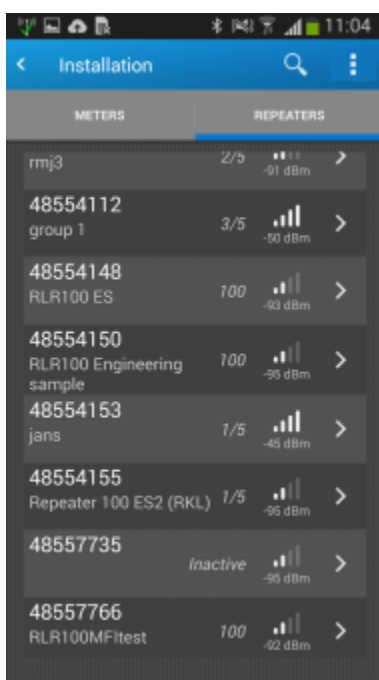 11:04
Installation
METERS REPEATERS
rmj3 2/5 -91 dBm
48554112
group 1 3/5 -50 dBm
48554148
RLR100 ES 100 -93 dBm
48554150
RLR100 Engineering 100 -95 dBm
sample
48554153
jans 1/5 -45 dBm
48554155
Repeater 100 ES2 (RKL) 1/5 -95 dBm
48557735
Inactive -95 dBm
48557766
RLR100MFItest 100 -92 dBm